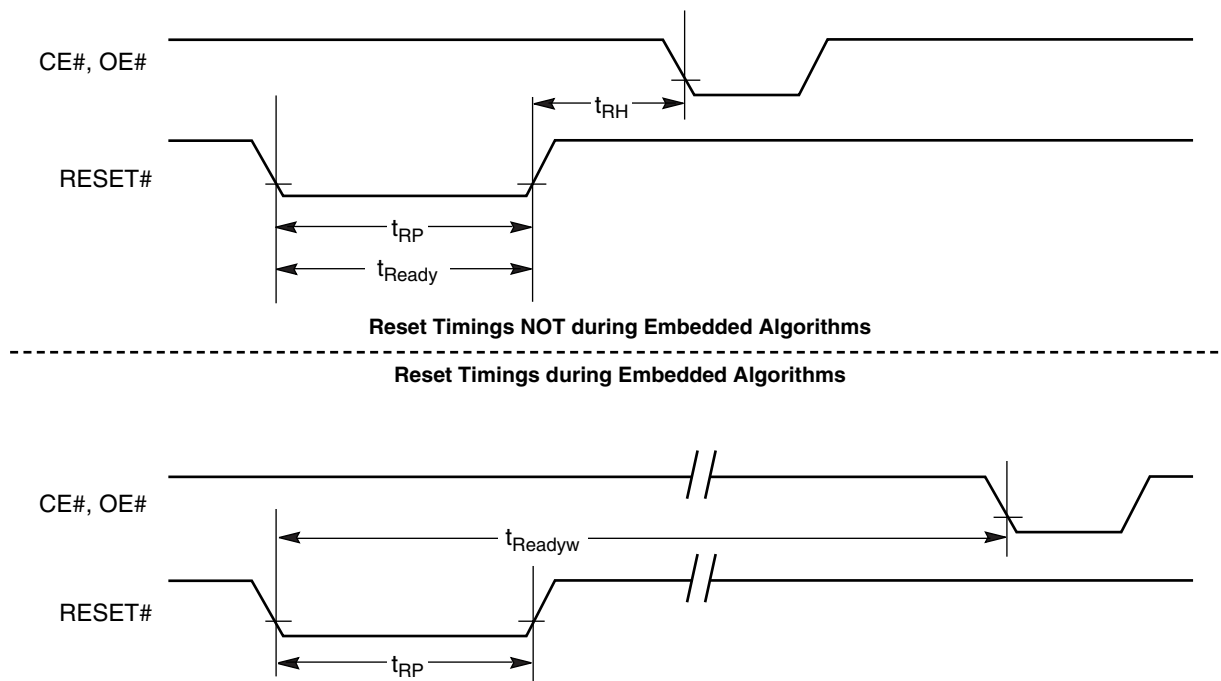 CE#, OE#
tRH
RESET#
tRP
tReady
Reset Timings NOT during Embedded Algorithms
Reset Timings during Embedded Algorithms
CE#, OE#
tReadyw
RESET#
tRP